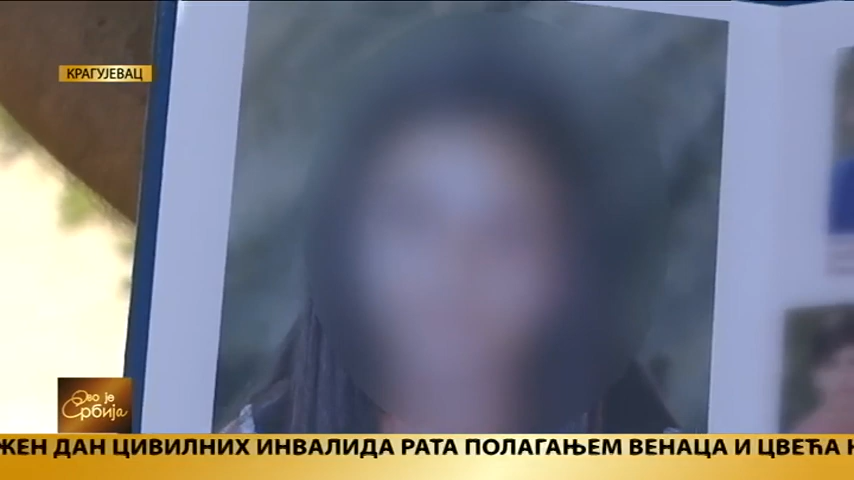 КРАГУЈЕВАЦ
Ово је
Србија
ЖЕН ДАН ЦИВИЛНИХ ИНВАЛИДА РАТА ПОЛАГАЊЕМ ВЕНАЦА И ЦВЕЋА Н